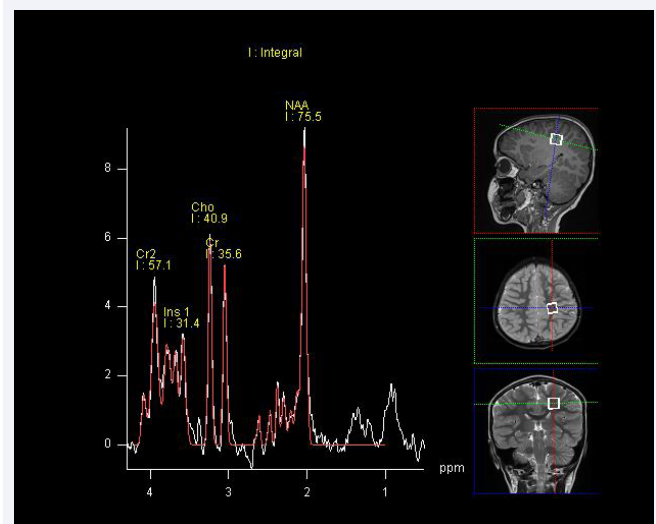 I : Integral
NAA
I : 75.5
Cho
I : 40.9
Cr
I : 35.6
Cr2
I : 57.1
Ins 1
I : 31.4
8
6
4
2
0
ppm
4 3 2 1